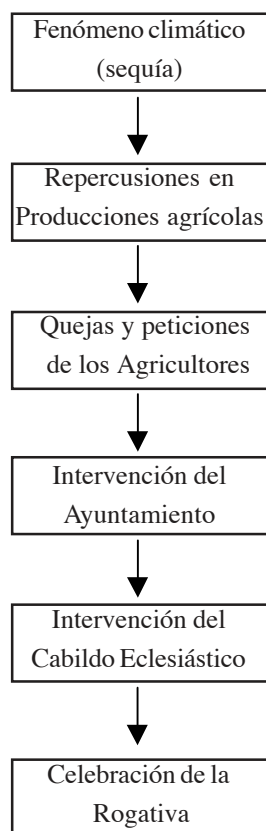 Fenómeno climático
(sequía)
Repercusiones en
Producciones agrícolas
Quejas y peticiones
de los Agricultores
Intervención del
Ayuntamiento
Intervención del
Cabildo Eclesiástico
Celebración de la
Rogativa